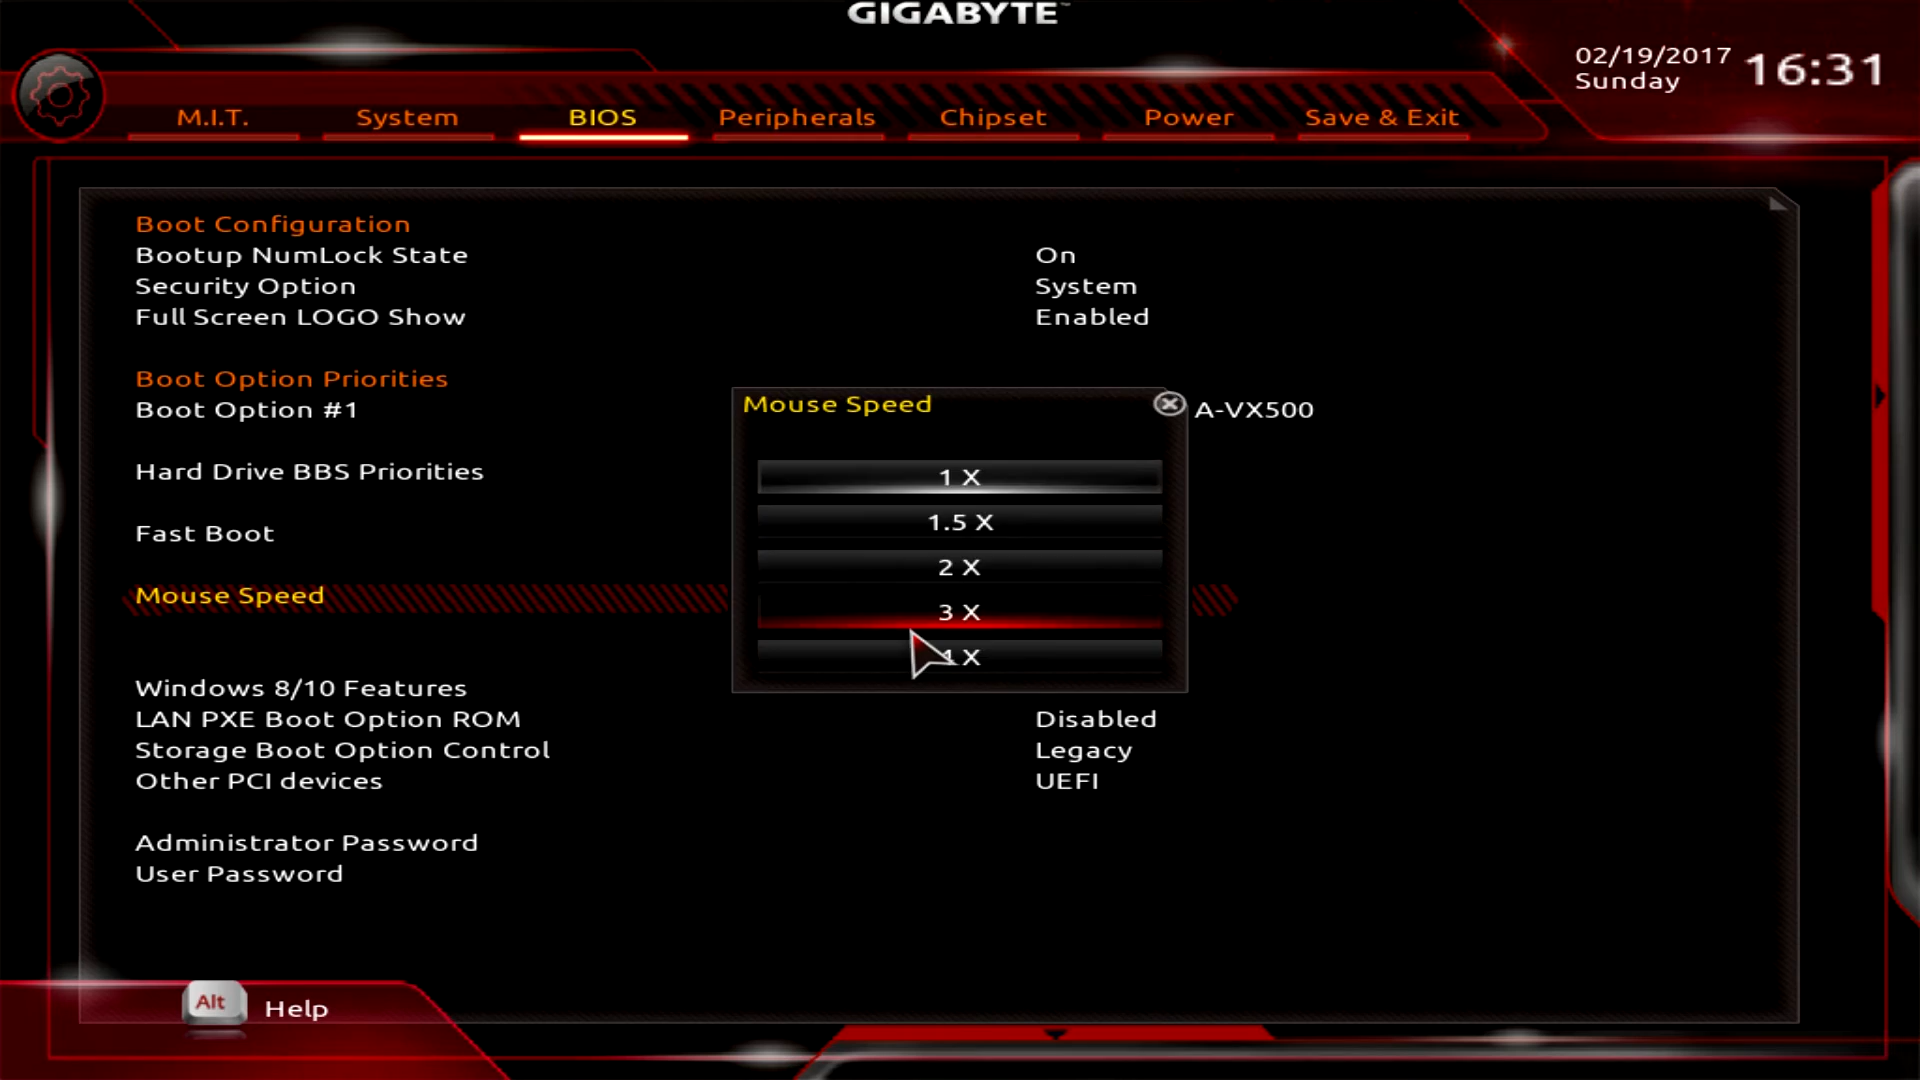 GIGABYTE™
02/19/2017
Sunday
16:31
M.I.T. System BIOS Peripherals Chipset Power Save & Exit
Boot Configuration
Bootup NumLock State On
Security Option System
Full Screen LOGO Show Enabled
Boot Option Priorities
Boot Option #1 A-VX500
Hard Drive BBS Priorities
Fast Boot
Mouse Speed
Mouse Speed
1 X
1.5 X
2 X
3 X
X
Windows 8/10 Features
LAN PXE Boot Option ROM Disabled
Storage Boot Option Control Legacy
Other PCI devices UEFI
Administrator Password
User Password
Alt Help